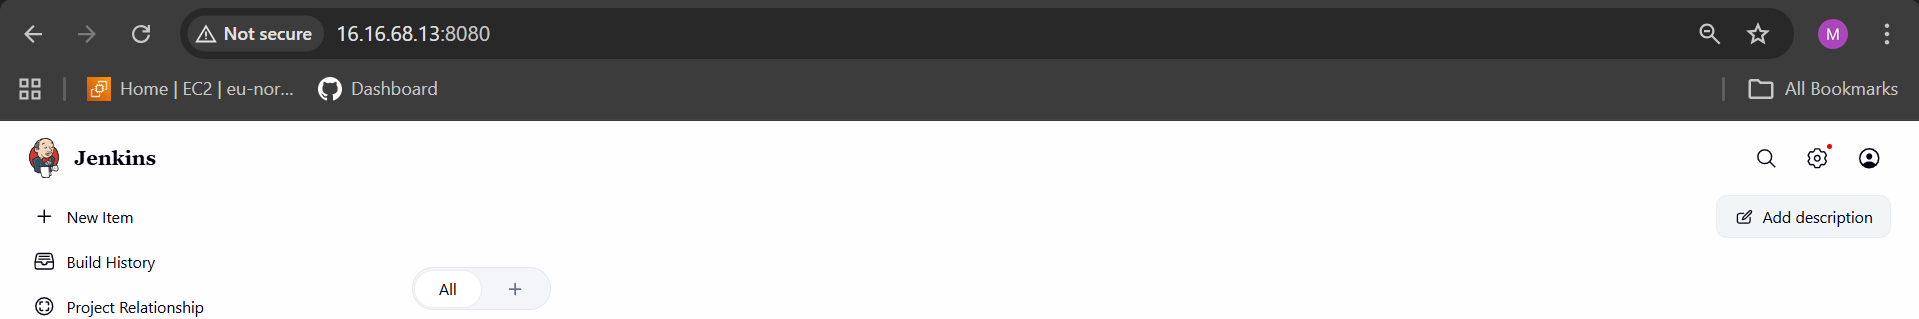 Not secure 16.16.68.13:8080
M
Home | EC2 | eu-nor... Dashboard All Bookmarks
Jenkins
New Item Add description
Build History
All +
Project Relationship